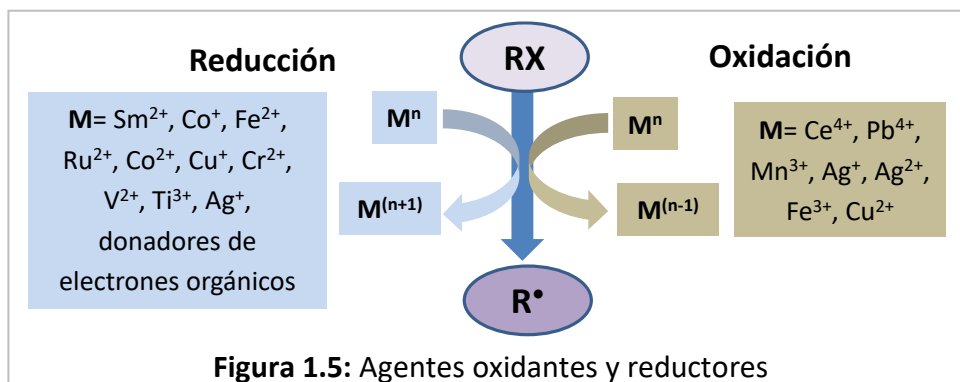 Reducción
RX
Oxidación
M= Sm²⁺, Co⁺, Fe²⁺,
Ru²⁺, Co²⁺, Cu⁺, Cr²⁺,
V²⁺, Ti³⁺, Ag⁺,
donadores de
electrones orgánicos
Mⁿ
M⁽ⁿ⁺¹⁾
Mⁿ
M⁽ⁿ⁻¹⁾
M= Ce⁴⁺, Pb⁴⁺,
Mn³⁺, Ag⁺, Ag²⁺,
Fe³⁺, Cu²⁺
R•
Figura 1.5: Agentes oxidantes y reductores